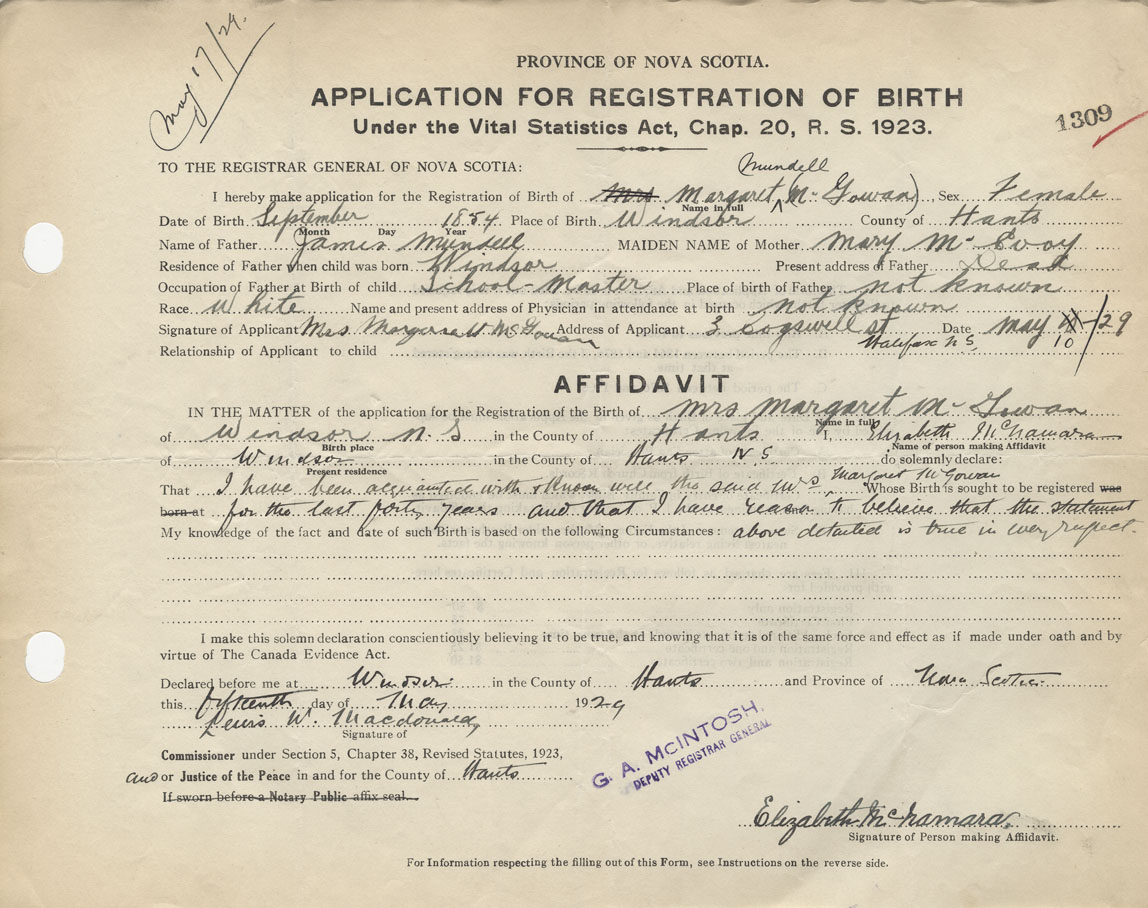 May 17/29.
PROVINCE OF NOVA SCOTIA.
APPLICATION FOR REGISTRATION OF BIRTH
Under the Vital Statistics Act, Chap. 20, R. S. 1923.
1309
TO THE REGISTRAR GENERAL OF NOVA SCOTIA:
Mundell
I hereby make application for the Registration of Birth of Mrs Margaret (McGowan) Sex Female
Name in full
Date of Birth September 1854 Place of Birth Windsor County of Hants
Month Day Year
Name of Father James Mundell MAIDEN NAME of Mother Mary McEvoy
Residence of Father when child was born Windsor Present address of Father Dead
Occupation of Father at Birth of child School-Master Place of birth of Father not known
Race White Name and present address of Physician in attendance at birth not known
Signature of Applicant Mrs. Margaret McGowan Address of Applicant 3 Cogswell st Date May 10/29
Halifax N S
Relationship of Applicant to child
AFFIDAVIT
IN THE MATTER of the application for the Registration of the Birth of Mrs Margaret McGowan
Name in full
of Windsor N. S in the County of Hants I, Elizabeth McNamara
Birth place Name of person making Affidavit
of Windsor in the County of Hants N S do solemnly declare:
Present residence
That I have been acquainted with & know well the said Mrs Margaret McGowan Whose Birth is sought to be registered was
born at for the last forty years and that I have reason to believe that the statement
My knowledge of the fact and date of such Birth is based on the following Circumstances: above detailed is true in every respect.
I make this solemn declaration conscientiously believing it to be true, and knowing that it is of the same force and effect as if made under oath and by
virtue of The Canada Evidence Act.
Declared before me at Windsor in the County of Hants and Province of Nova Scotia
this fifteenth day of May 1929
Lewis W. Macdonald
Signature of
Commissioner under Section 5, Chapter 38, Revised Statutes, 1923,
and or Justice of the Peace in and for the County of Hants
If sworn before a Notary Public affix seal.
G. A. MCINTOSH,
DEPUTY REGISTRAR GENERAL
Elizabeth McNamara.
Signature of Person making Affiidavit.
For Information respecting the filling out of this Form, see Instructions on the reverse side.